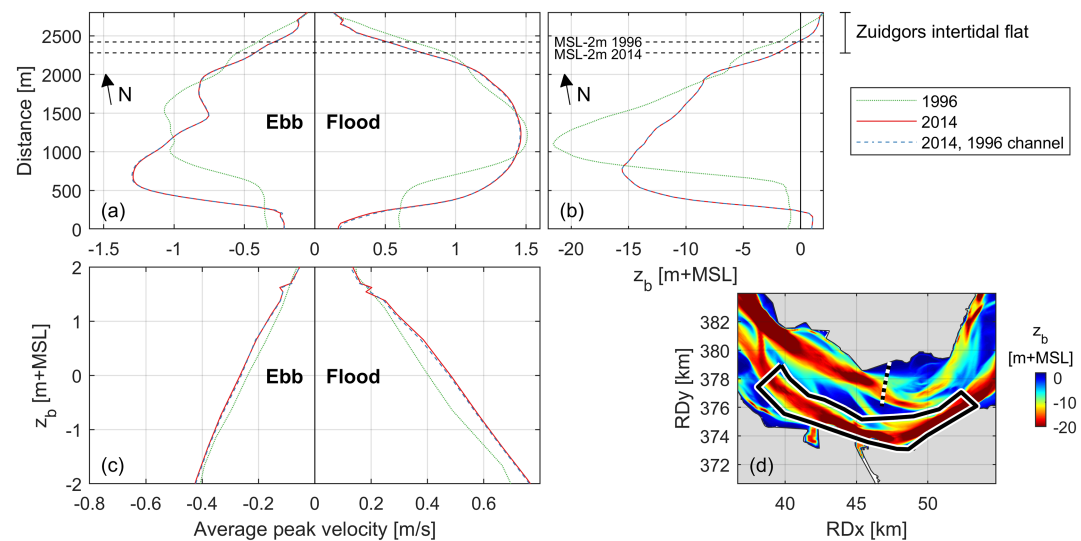 2500
2000
1500
1000
500
0
Distance [m]
N
Ebb
Flood
(a)
-1.5
-1
-0.5
0
0.5
1
1.5
MSL-2m 1996
MSL-2m 2014
N
(b)
-20
-15
-10
-5
0
z_b [m+MSL]
Zuidgors intertidal flat
1996
2014
2014, 1996 channel
2
1
0
-1
-2
z_b [m+MSL]
Ebb
Flood
(c)
-0.8
-0.6
-0.4
-0.2
0
0.2
0.4
0.6
Average peak velocity [m/s]
382
380
378
376
374
372
RDy [km]
(d)
40
45
50
RDx [km]
z_b
[m+MSL]
0
-10
-20